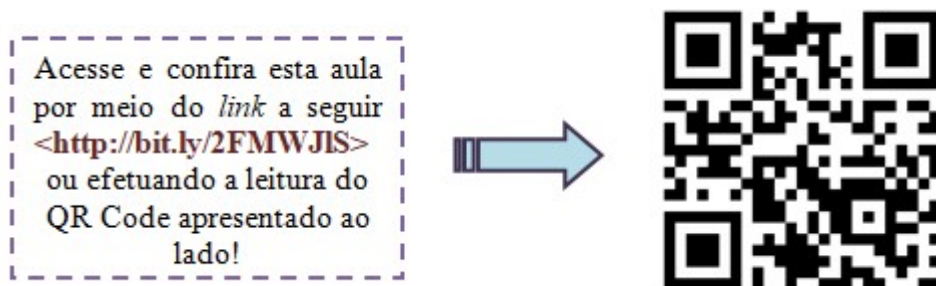 Acesse e confira esta aula
por meio do link a seguir
<http://bit.ly/2FMWJlS>
ou efetuando a leitura do
QR Code apresentado ao
lado!